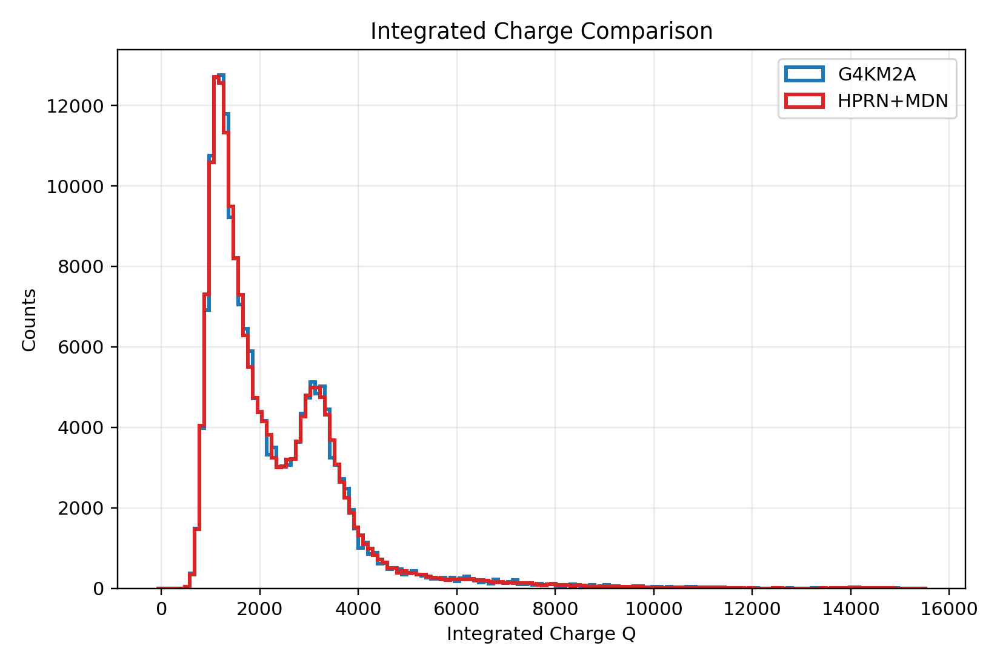 Integrated Charge Comparison
G4KM2A
HPRN+MDN
Counts
12000
10000
8000
6000
4000
2000
0
0 2000 4000 6000 8000 10000 12000 14000 16000
Integrated Charge Q